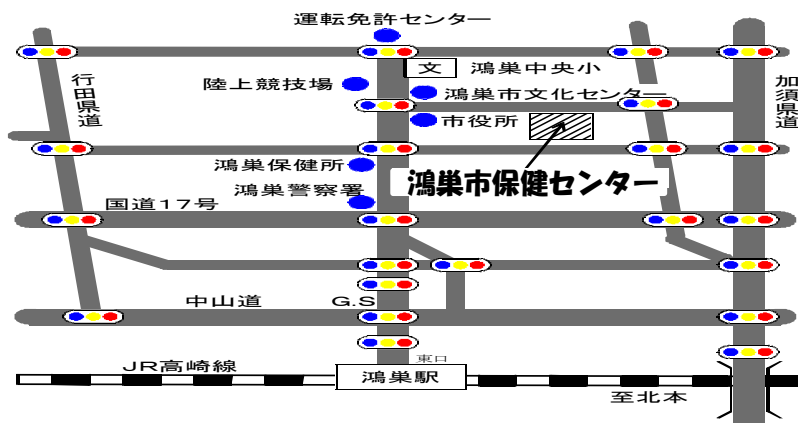 運転免許センター
文
鴻巣中央小
陸上競技場
鴻巣市文化センター
行田県道
加須県道
市役所
鴻巣保健所
鴻巣市保健センター
鴻巣警察署
国道17号
中山道
G.S
東口
JR高崎線
鴻巣駅
至北本